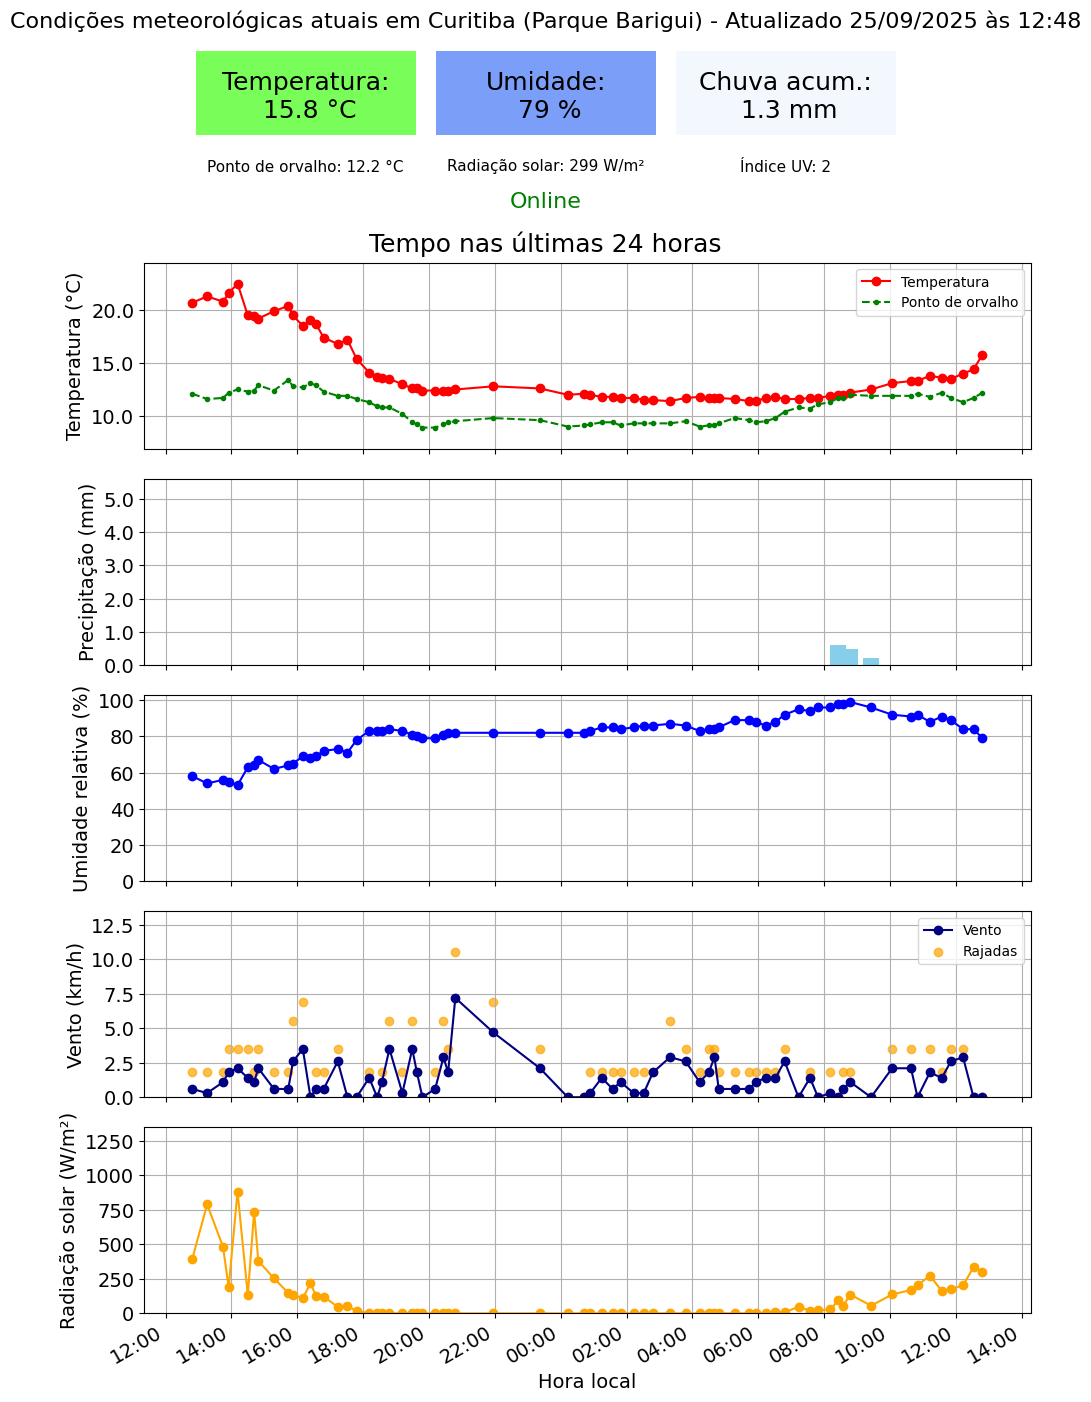 Condições meteorológicas atuais em Curitiba (Parque Barigui) - Atualizado 25/09/2025 às 12:48
Temperatura:
15.8 °C
Umidade:
79 %
Chuva acum.:
1.3 mm
Ponto de orvalho: 12.2 °C
Radiação solar: 299 W/m²
Índice UV: 2
Online
Tempo nas últimas 24 horas
Temperatura (°C)
20.0
15.0
10.0
Temperatura
Ponto de orvalho
Precipitação (mm)
5.0
4.0
3.0
2.0
1.0
0.0
Umidade relativa (%)
100
80
60
40
20
0
Vento (km/h)
12.5
10.0
7.5
5.0
2.5
0.0
Vento
Rajadas
Radiação solar (W/m²)
1250
1000
750
500
250
0
12:00
14:00
16:00
18:00
20:00
22:00
00:00
02:00
04:00
06:00
08:00
10:00
12:00
14:00
Hora local